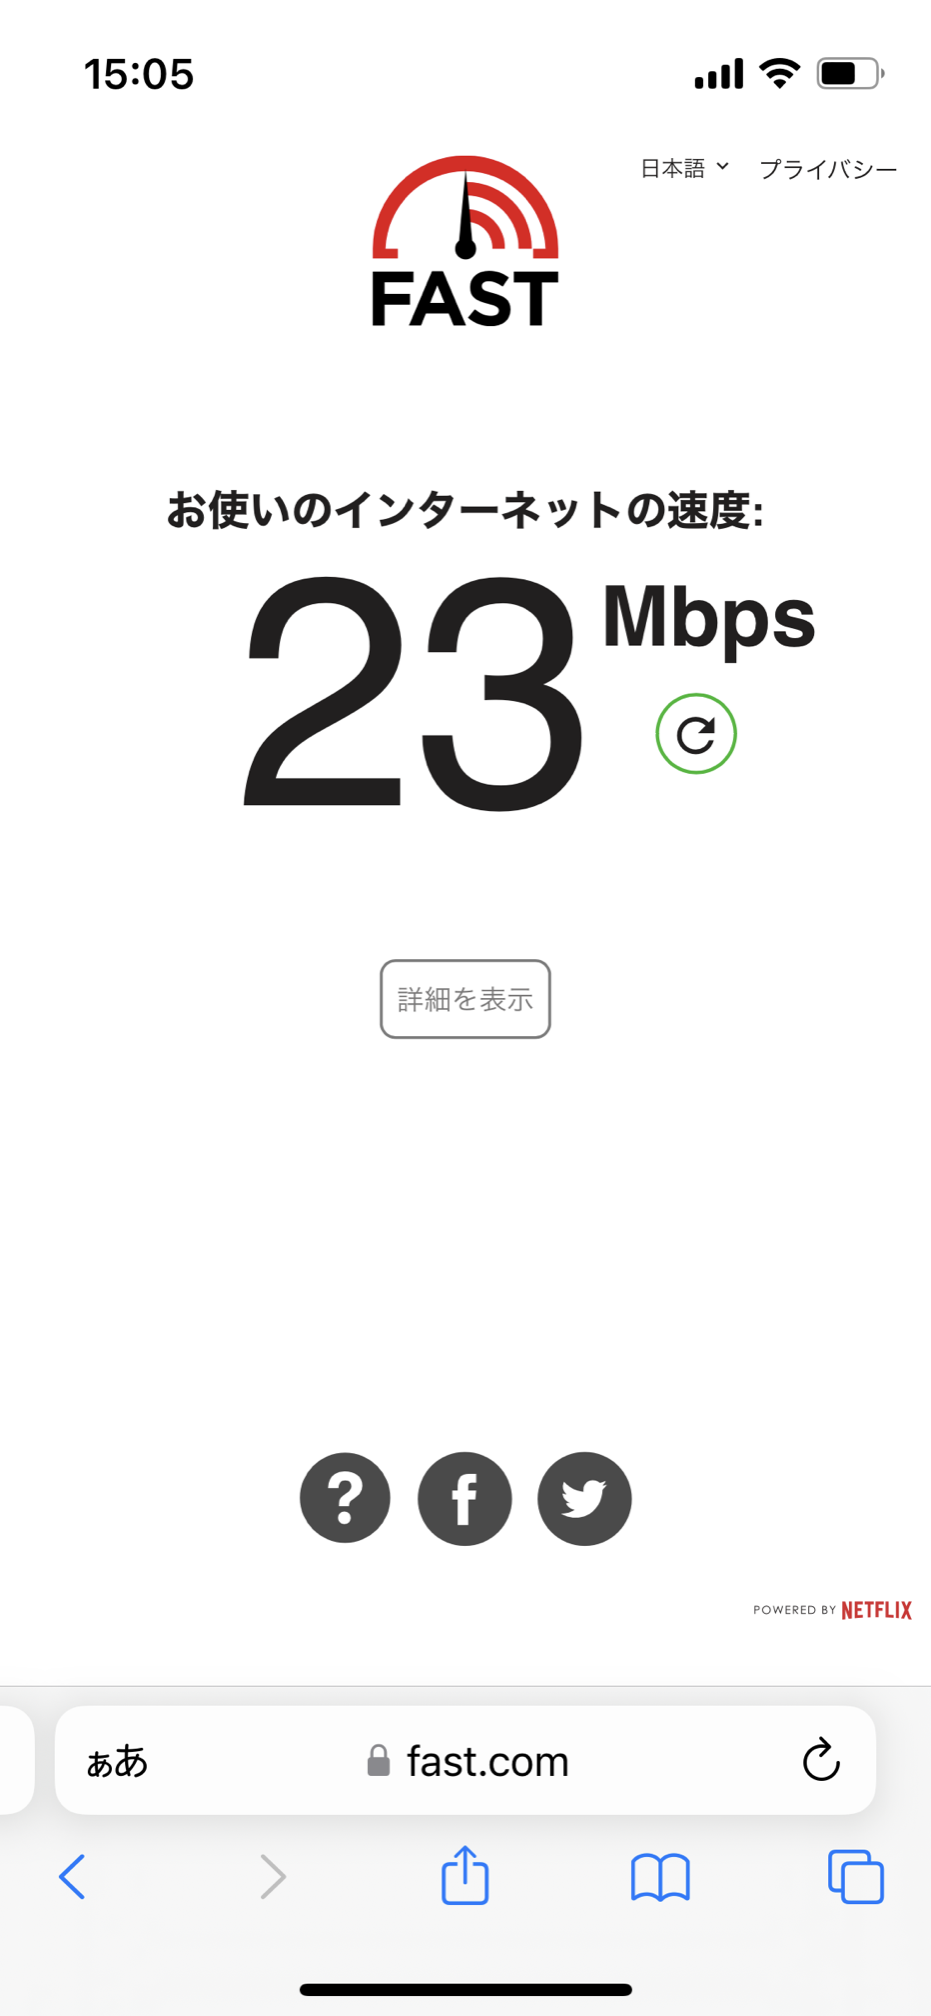 15:05
日本語 プライバシー
FAST
お使いのインターネットの速度:
23 Mbps
詳細を表示
POWERED BY NETFLIX
ぁあ fast.com